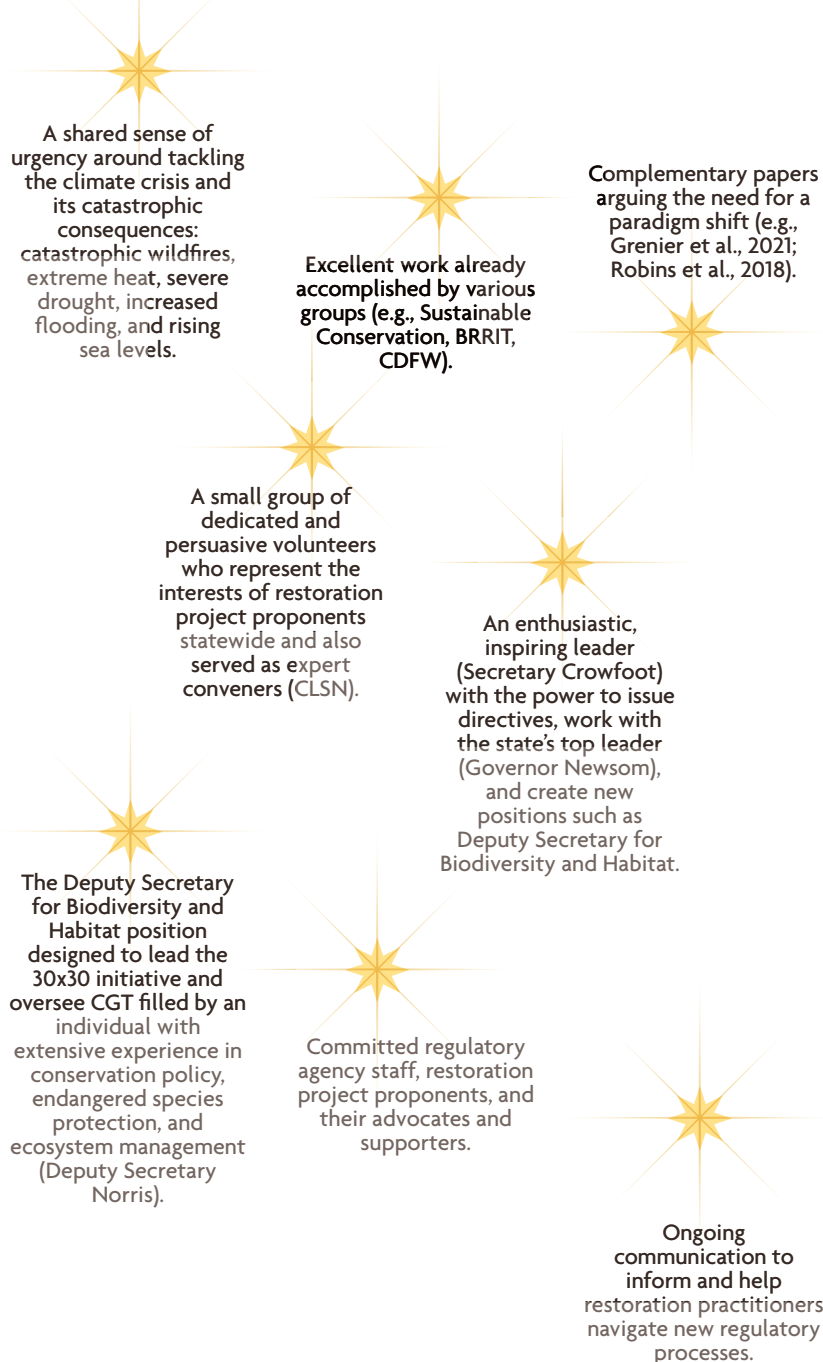 A shared sense of
urgency around tackling
the climate crisis and
its catastrophic
consequences:
catastrophic wildfires,
extreme heat, severe
drought, increased
flooding, and rising
sea levels.
Excellent work already
accomplished by various
groups (e.g., Sustainable
Conservation, BRRIT,
CDFW).
Complementary papers
arguing the need for a
paradigm shift (e.g.,
Grenier et al., 2021;
Robins et al., 2018).
A small group of
dedicated and
persuasive volunteers
who represent the
interests of restoration
project proponents
statewide and also
served as expert
conveners (CLSN).
An enthusiastic,
inspiring leader
(Secretary Crowfoot)
with the power to issue
directives, work with
the state’s top leader
(Governor Newsom),
and create new
positions such as
Deputy Secretary for
Biodiversity and Habitat.
The Deputy Secretary
for Biodiversity and
Habitat position
designed to lead the
30x30 initiative and
oversee CGT filled by an
individual with
extensive experience in
conservation policy,
endangered species
protection, and
ecosystem management
(Deputy Secretary
Norris).
Committed regulatory
agency staff, restoration
project proponents, and
their advocates and
supporters.
Ongoing
communication to
inform and help
restoration practitioners
navigate new regulatory
processes.